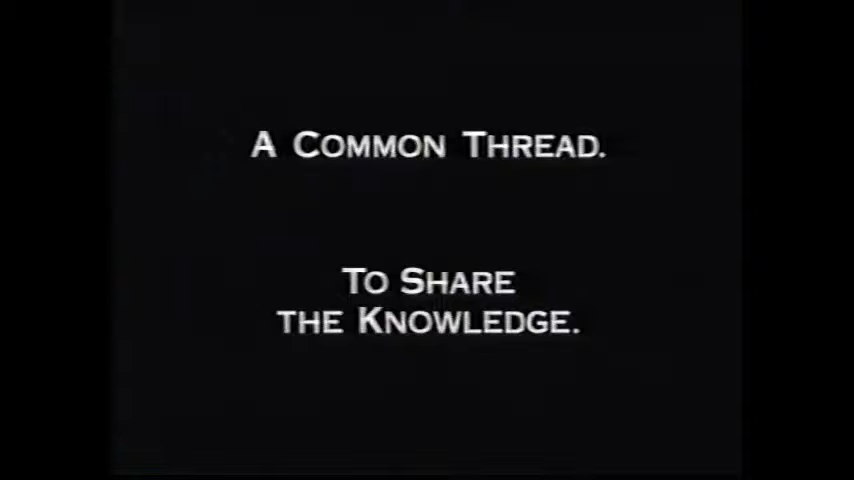 A COMMON THREAD.
TO SHARE
THE KNOWLEDGE.